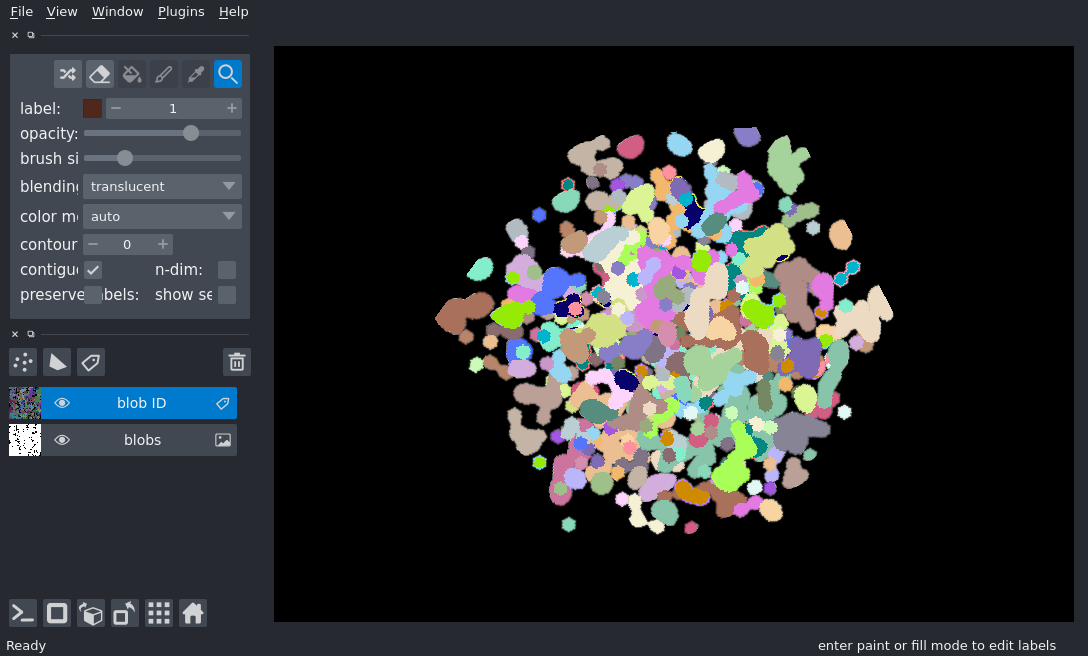 File View Window Plugins Help
label: 1
opacity:
brush si
blending translucent
color m auto
contour 0
contigu n-dim:
preserve abels: show se
blob ID
blobs
Ready
enter paint or fill mode to edit labels